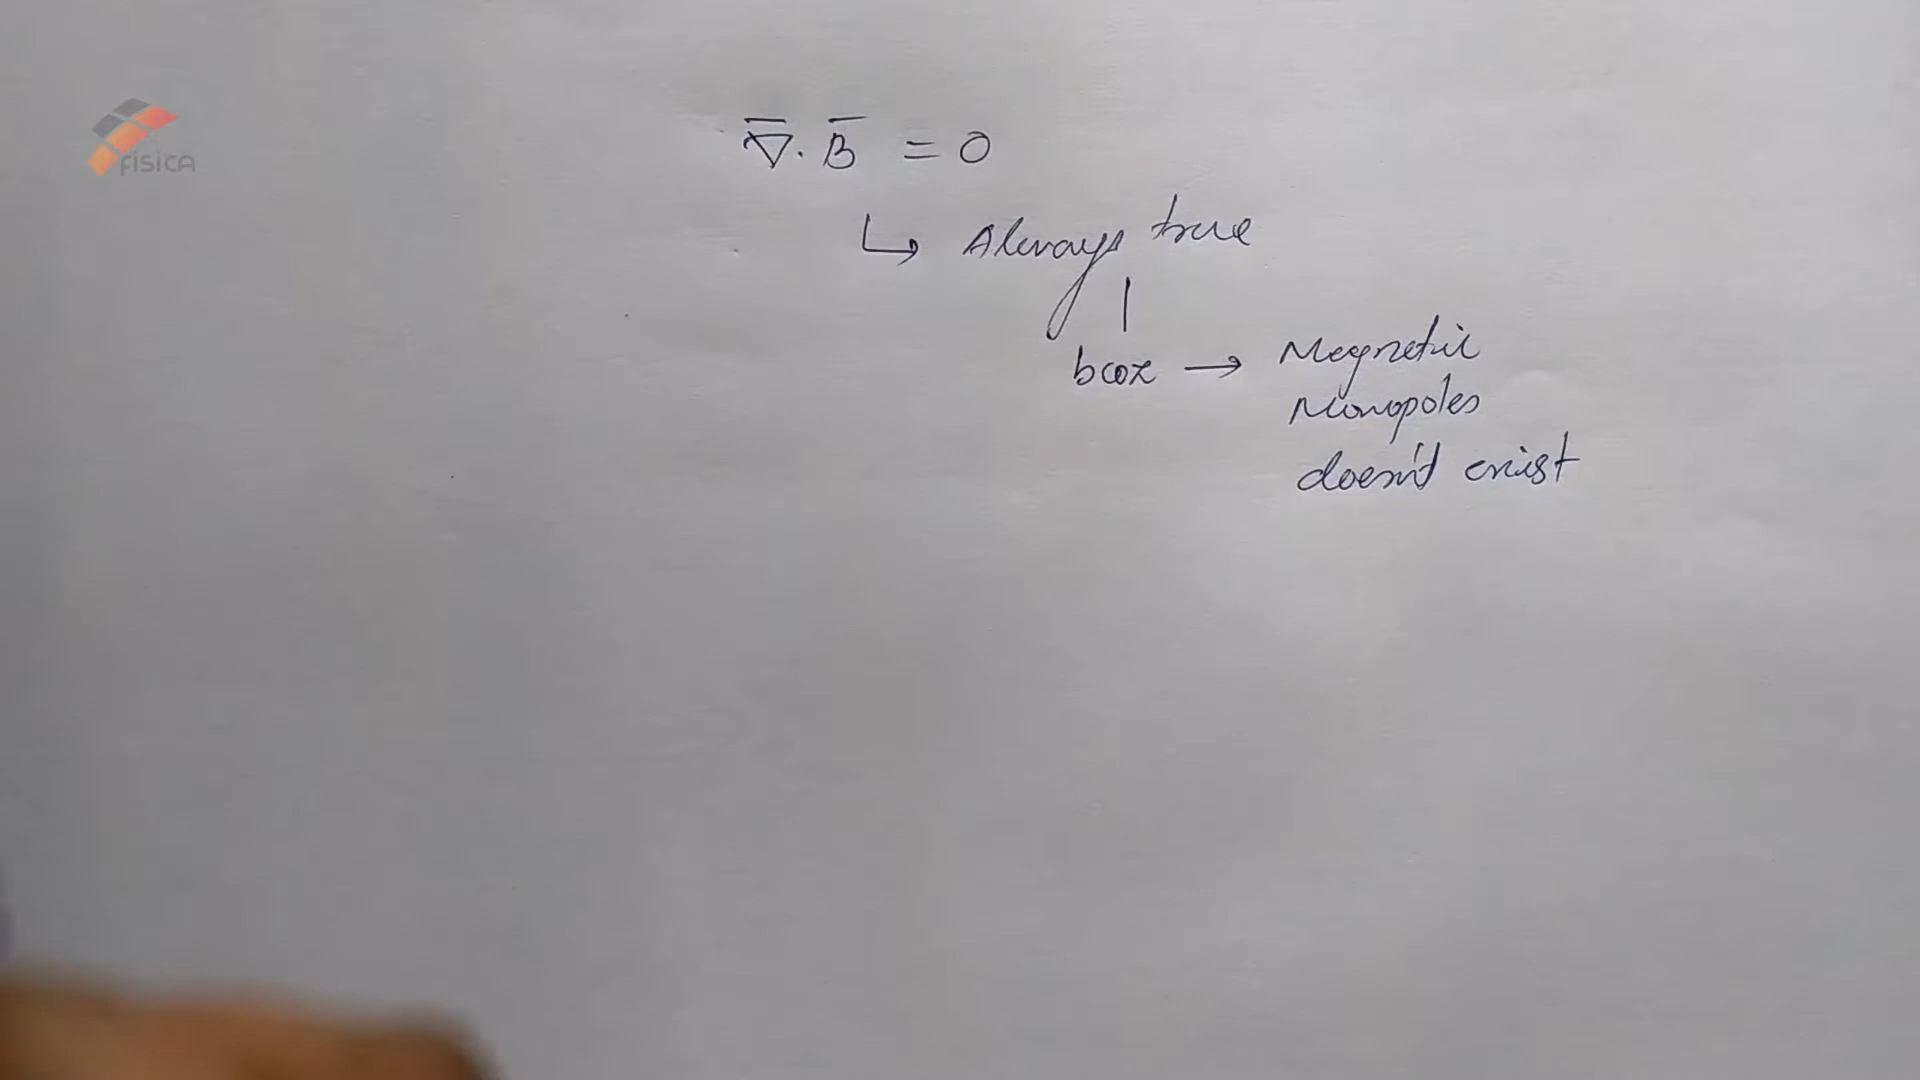 FISICA
∇̅. B̅ = 0
↳ Always true
|
bcoz → Magnetic
Monopoles
doesn't exist